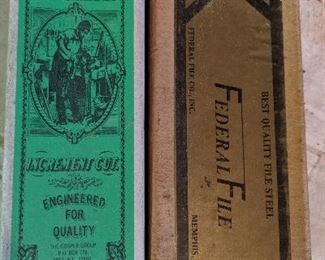 INCREMENT CUT
ENGINEERED
FOR
QUALITY
THE COOPER GROUP
FEDERAL FILE CO., INC.
MEMPHIS
FEDERAL FILE
BEST QUALITY FILE STEEL